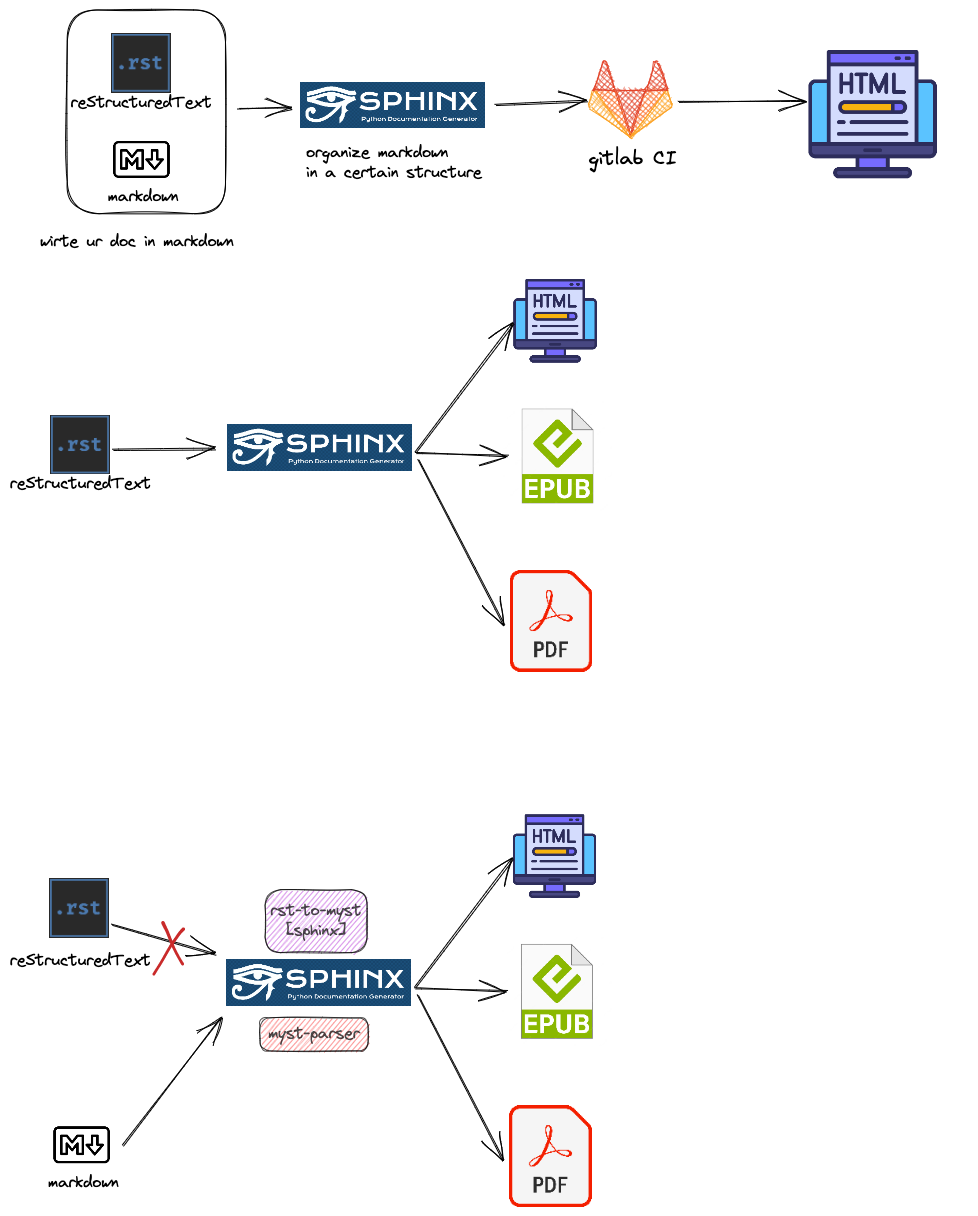 .rst
reStructuredText
M
markdown
wirte ur doc in markdown
SPHINX
Python Documentation Generator
organize markdown
in a certain structure
gitlab CI
HTML
.rst
reStructuredText
SPHINX
Python Documentation Generator
HTML
EPUB
PDF
.rst
reStructuredText
rst-to-myst
[sphinx]
SPHINX
Python Documentation Generator
myst-parser
M
markdown
HTML
EPUB
PDF